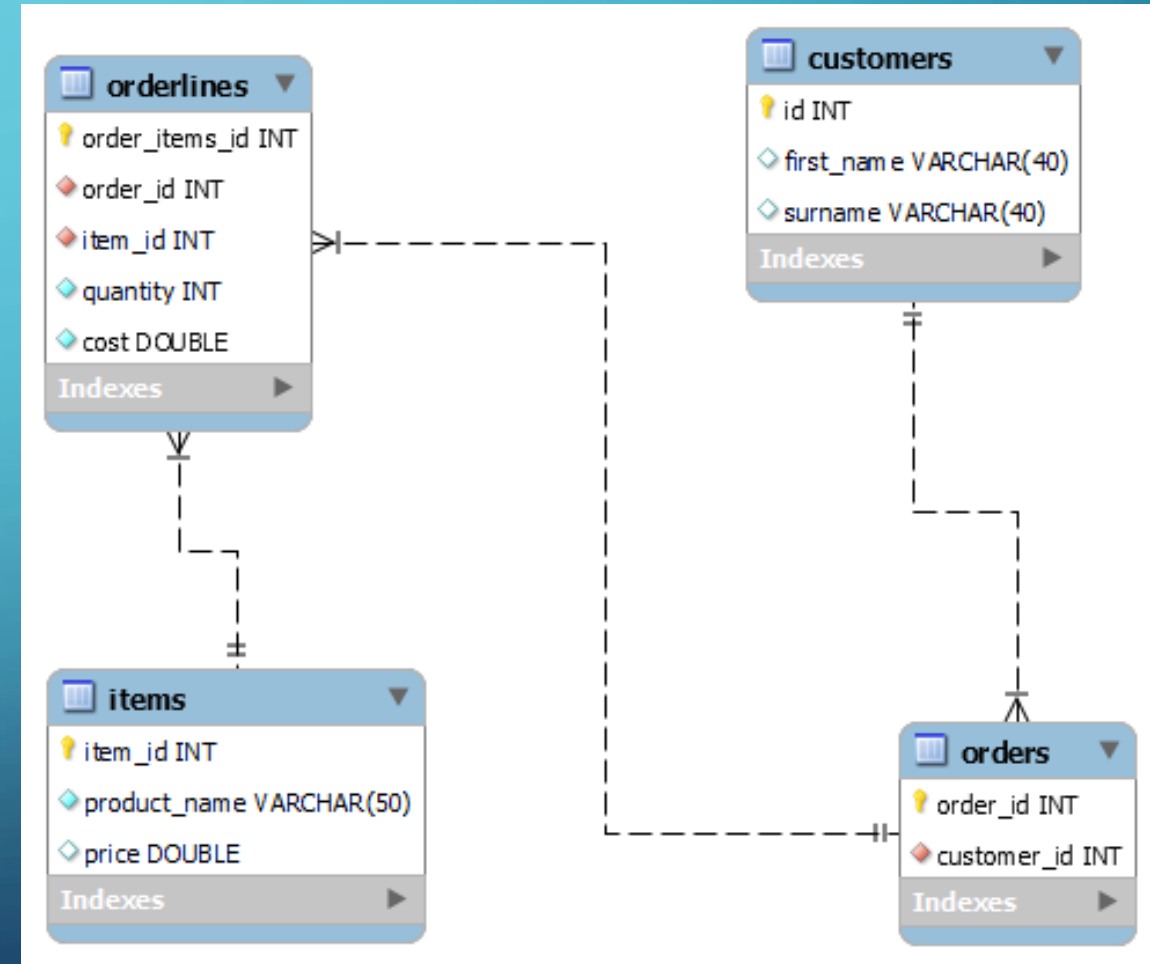 orderlines
order_items_id INT
order_id INT
item_id INT
quantity INT
cost DOUBLE
Indexes
customers
id INT
first_name VARCHAR(40)
surname VARCHAR(40)
Indexes
items
item_id INT
product_name VARCHAR(50)
price DOUBLE
Indexes
orders
order_id INT
customer_id INT
Indexes